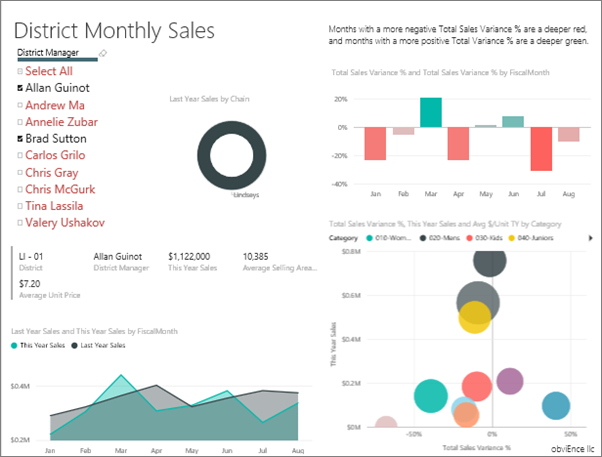 District Monthly Sales
District Manager
Select All
Allan Guinot
Andrew Ma
Annelie Zubar
Brad Sutton
Carlos Grilo
Chris Gray
Chris McGurk
Tina Lassila
Valery Ushakov
Last Year Sales by Chain
Lindseys
Months with a more negative Total Sales Variance % are a deeper red,
and months with a more positive Total Variance % are a deeper green.
Total Sales Variance % and Total Sales Variance % by FiscalMonth
20%
0%
-20%
-40%
Jan Feb Mar Apr May Jun Jul Aug
LI - 01 Allan Guinot $1,122,000 10,385
District District Manager This Year Sales Average Selling Area...
$7.20
Average Unit Price
Last Year Sales and This Year Sales by FiscalMonth
This Year Sales Last Year Sales
$0.4M
$0.2M
Jan Feb Mar Apr May Jun Jul Aug
Total Sales Variance %, This Year Sales and Avg $/Unit TY by Category
Category 010-Wom... 020-Mens 030-Kids 040-Juniors
This Year Sales
$0.8M
$0.6M
$0.4M
$0.2M
$0.0M
-50% 0% 50%
Total Sales Variance %
obviEnce llc